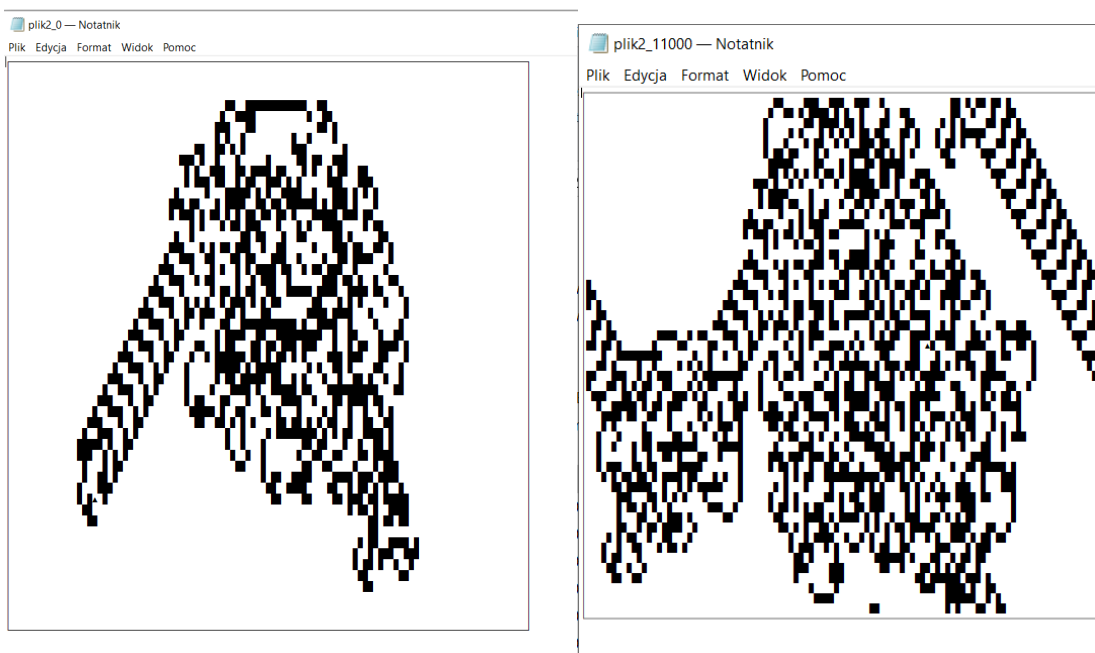 plik2_0 — Notatnik
Plik Edycja Format Widok Pomoc
plik2_11000 — Notatnik
Plik Edycja Format Widok Pomoc